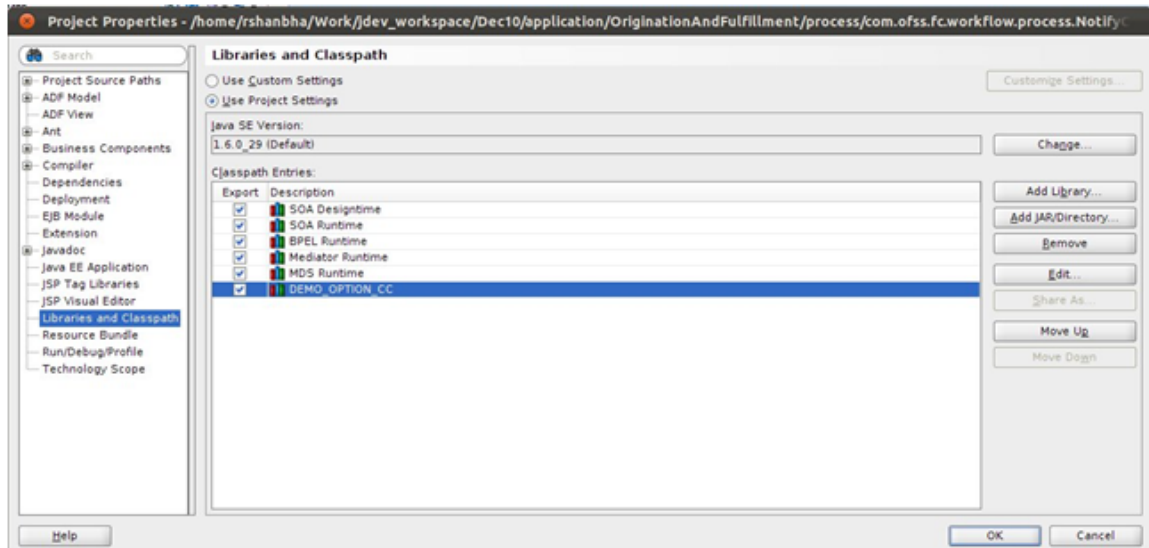 Project Properties - /home/rshanbha/Work/jdev_workspace/Dec10/application/OriginationAndFulfillment/process/com.ofss.fc.workflow.process.Notify
Search
Project Source Paths
ADF Model
ADF View
Ant
Business Components
Compiler
Dependencies
Deployment
EJB Module
Extension
Javadoc
Java EE Application
JSP Tag Libraries
JSP Visual Editor
Libraries and Classpath
Resource Bundle
Run/Debug/Profile
Technology Scope
Libraries and Classpath
Use Custom Settings
Customize Settings...
Use Project Settings
Java SE Version:
1.6.0_29 (Default)
Change...
Classpath Entries:
Export Description
SOA Designtime
SOA Runtime
BPEL Runtime
Mediator Runtime
MDS Runtime
DEMO_OPTION_CC
Add Library...
Add JAR/Directory...
Remove
Edit...
Share As...
Move Up
Move Down
Help
OK
Cancel